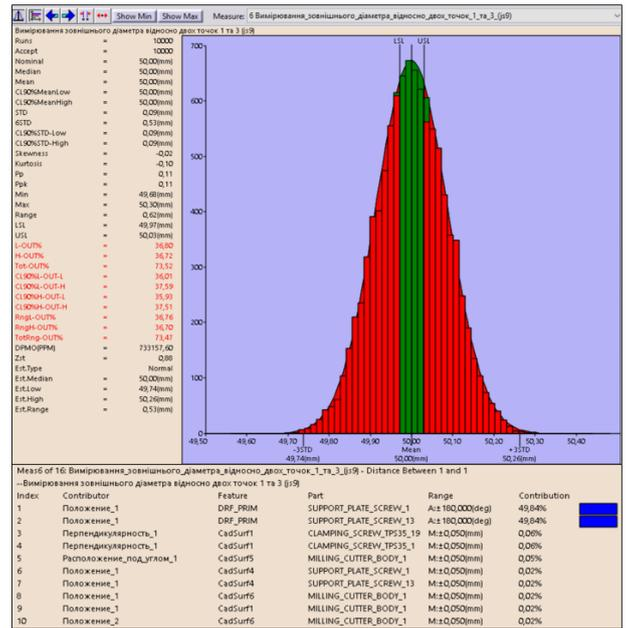 Show Min Show Max Measure: 6 Вимірювання_зовнішнього_діаметра_відносно_двох_точок_1_та_3_(js9)
Вимірювання зовнішнього діаметра відносно двох точок 1 та 3 (js9)
Runs = 10000
Accept = 10000
Nominal = 50,00(mm)
Median = 50,00(mm)
Mean = 50,00(mm)
CL90%MeanLow = 50,00(mm)
CL90%MeanHigh = 50,00(mm)
STD = 0,09(mm)
6STD = 0,53(mm)
CL90%STD-Low = 0,09(mm)
CL90%STD-High = 0,09(mm)
Skewness = -0,02
Kurtosis = -0,10
Pp = 0,11
Ppk = 0,11
Min = 49,68(mm)
Max = 50,30(mm)
Range = 0,62(mm)
LSL = 49,97(mm)
USL = 50,03(mm)
L-OUT% = 36,80
H-OUT% = 36,72
Tot-OUT% = 73,52
CL90%L-OUT-L = 36,01
CL90%L-OUT-H = 37,59
CL90%H-OUT-L = 35,93
CL90%H-OUT-H = 37,51
RngL-OUT% = 36,76
RngH-OUT% = 36,70
TotRng-OUT% = 73,47
DPMO(PPM) = 733157,60
Zst = 0,88
Est.Type Normal
Est.Median = 50,00(mm)
Est.Low = 49,74(mm)
Est.High = 50,26(mm)
Est.Range = 0,53(mm)
LSL USL
700
600
500
400
300
200
100
0
49,50 49,60 49,70 49,80 49,90 50,00 50,10 50,20 50,30 50,40
-3STD Mean +3STD
49,74(mm) 50,00(mm) 50,26(mm)
Meas6 of 16: Вимірювання_зовнішнього_діаметра_відносно_двох_точок_1_та_3_(js9) - Distance Between 1 and 1
--Вимірювання зовнішнього діаметра відносно двох точок 1 та 3 (js9)
Index Contributor Feature Part Range Contribution
1 Положение_1 DRF_PRIM SUPPORT_PLATE_SCREW_1 A:±180,000(deg) 49,84%
2 Положение_1 DRF_PRIM SUPPORT_PLATE_SCREW_13 A:±180,000(deg) 49,84%
3 Перпендикулярность_1 CadSurf1 CLAMPING_SCREW_TPS35_19 M:±0,050(mm) 0,06%
4 Перпендикулярность_1 CadSurf1 CLAMPING_SCREW_TPS35_1 M:±0,050(mm) 0,06%
5 Расположение_под_углом_1 CadSurf5 MILLING_CUTTER_BODY_1 M:±0,050(mm) 0,05%
6 Положение_1 CadSurf4 SUPPORT_PLATE_SCREW_1 M:±0,050(mm) 0,02%
7 Положение_1 CadSurf4 SUPPORT_PLATE_SCREW_13 M:±0,050(mm) 0,02%
8 Положение_1 CadSurf6 MILLING_CUTTER_BODY_1 M:±0,050(mm) 0,02%
9 Положение_1 CadSurf1 MILLING_CUTTER_BODY_1 M:±0,050(mm) 0,02%
10 Положение_2 CadSurf6 MILLING_CUTTER_BODY_1 M:±0,050(mm) 0,02%